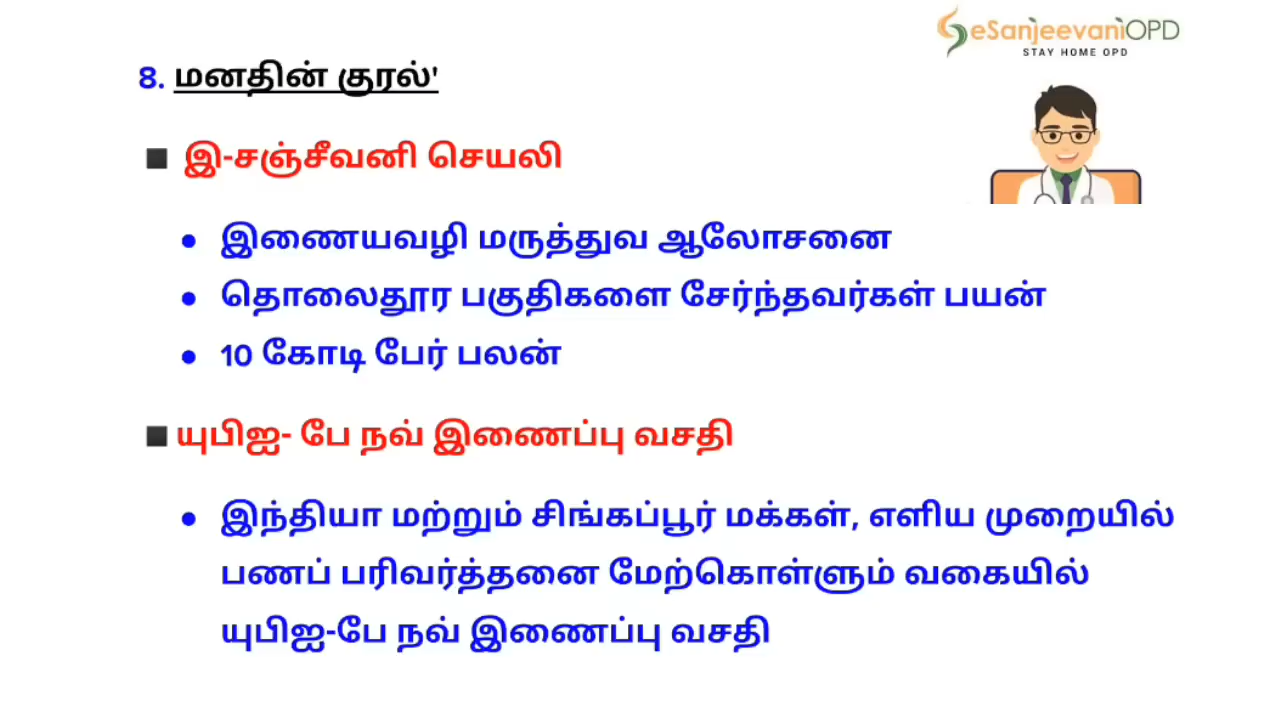 eSanjeevaniOPD
STAY HOME OPD
8. மனதின் குரல்'
இ-சஞ்சீவனி செயலி
இணையவழி மருத்துவ ஆலோசனை
தொலைதூர பகுதிகளை சேர்ந்தவர்கள் பயன்
10 கோடி பேர் பலன்
யுபிஐ- பே நவ் இணைப்பு வசதி
இந்தியா மற்றும் சிங்கப்பூர் மக்கள், எளிய முறையில்
பணப் பரிவர்த்தனை மேற்கொள்ளும் வகையில்
யுபிஐ-பே நவ் இணைப்பு வசதி